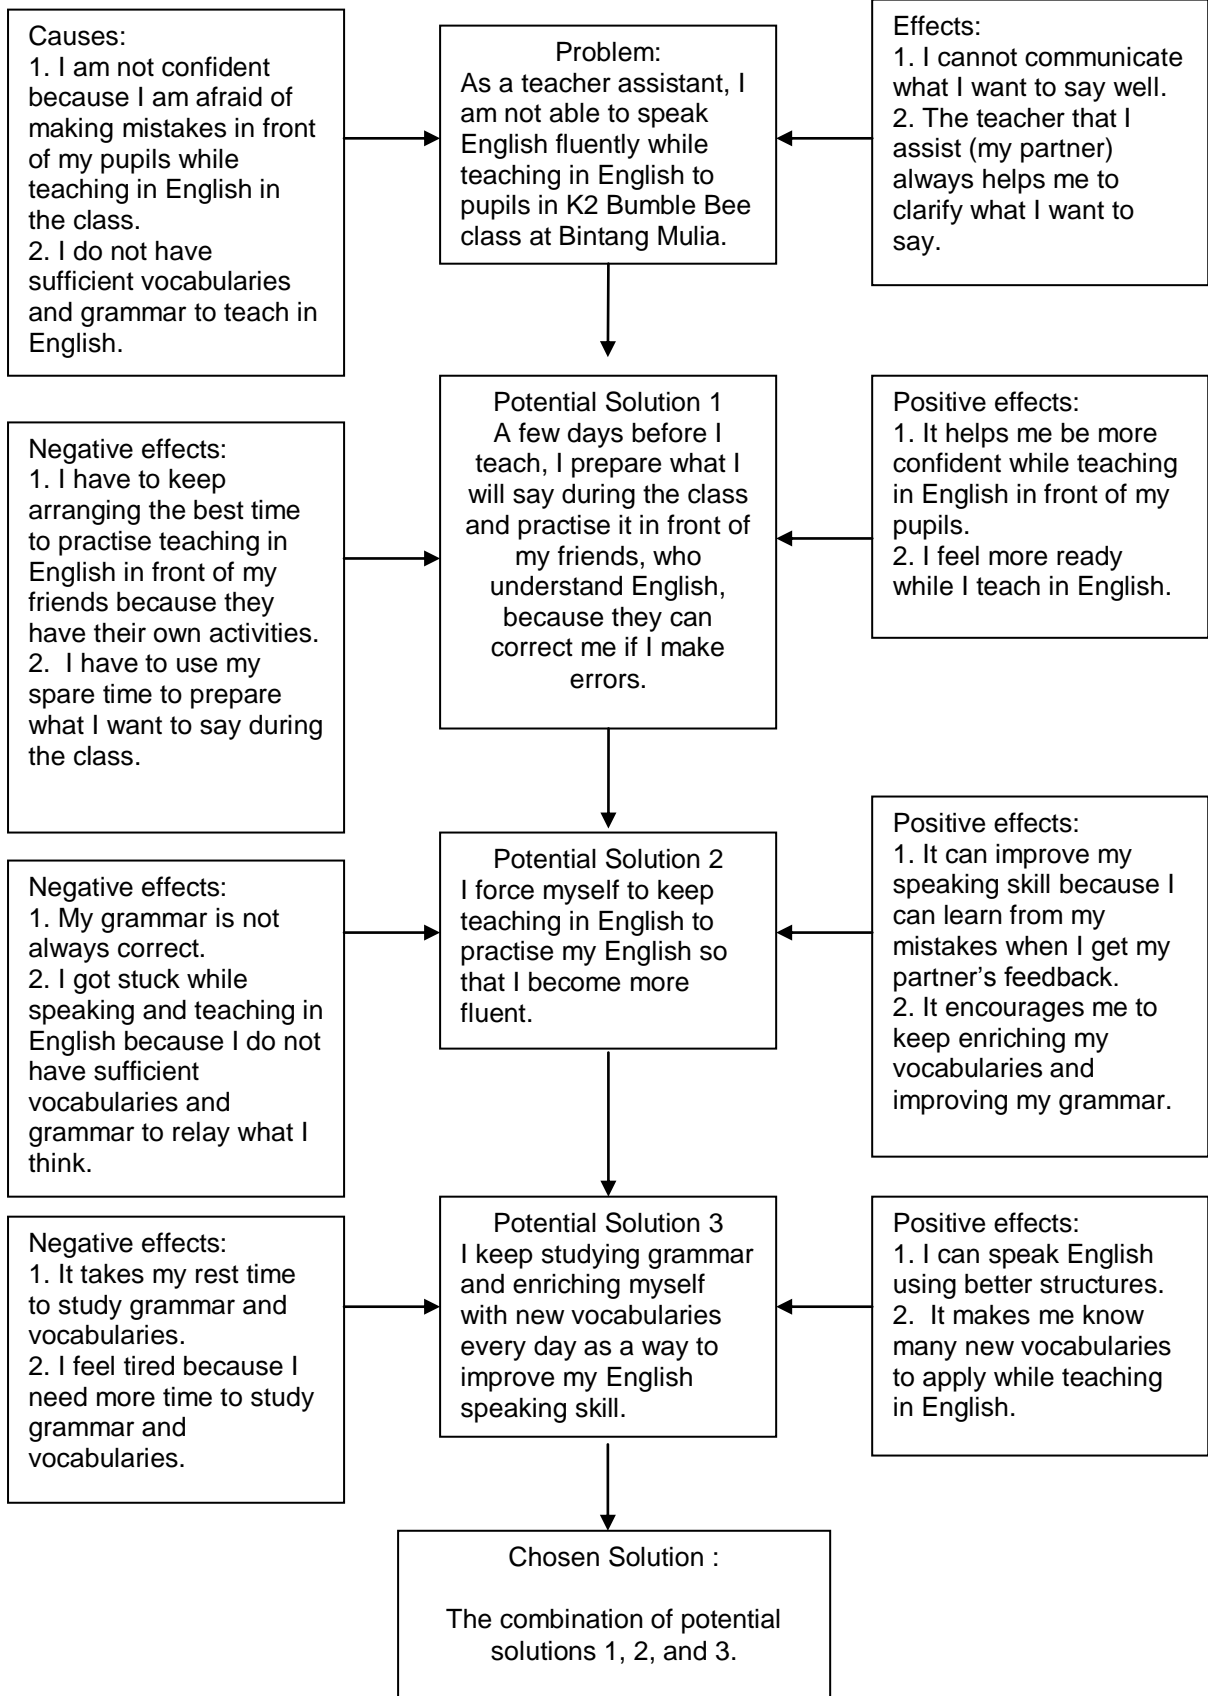 Causes:
1. I am not confident
because I am afraid of
making mistakes in front
of my pupils while
teaching in English in
the class.
2. I do not have
sufficient vocabularies
and grammar to teach in
English.
Problem:
As a teacher assistant, I
am not able to speak
English fluently while
teaching in English to
pupils in K2 Bumble Bee
class at Bintang Mulia.
Effects:
1. I cannot communicate
what I want to say well.
2. The teacher that I
assist (my partner)
always helps me to
clarify what I want to
say.
Negative effects:
1. I have to keep
arranging the best time
to practise teaching in
English in front of my
friends because they
have their own activities.
2. I have to use my
spare time to prepare
what I want to say during
the class.
Potential Solution 1
A few days before I
teach, I prepare what I
will say during the class
and practise it in front of
my friends, who
understand English,
because they can
correct me if I make
errors.
Positive effects:
1. It helps me be more
confident while teaching
in English in front of my
pupils.
2. I feel more ready
while I teach in English.
Negative effects:
1. My grammar is not
always correct.
2. I got stuck while
speaking and teaching in
English because I do not
have sufficient
vocabularies and
grammar to relay what I
think.
Potential Solution 2
I force myself to keep
teaching in English to
practise my English so
that I become more
fluent.
Positive effects:
1. It can improve my
speaking skill because I
can learn from my
mistakes when I get my
partner’s feedback.
2. It encourages me to
keep enriching my
vocabularies and
improving my grammar.
Negative effects:
1. It takes my rest time
to study grammar and
vocabularies.
2. I feel tired because I
need more time to study
grammar and
vocabularies.
Potential Solution 3
I keep studying grammar
and enriching myself
with new vocabularies
every day as a way to
improve my English
speaking skill.
Positive effects:
1. I can speak English
using better structures.
2. It makes me know
many new vocabularies
to apply while teaching
in English.
Chosen Solution :
The combination of potential
solutions 1, 2, and 3.